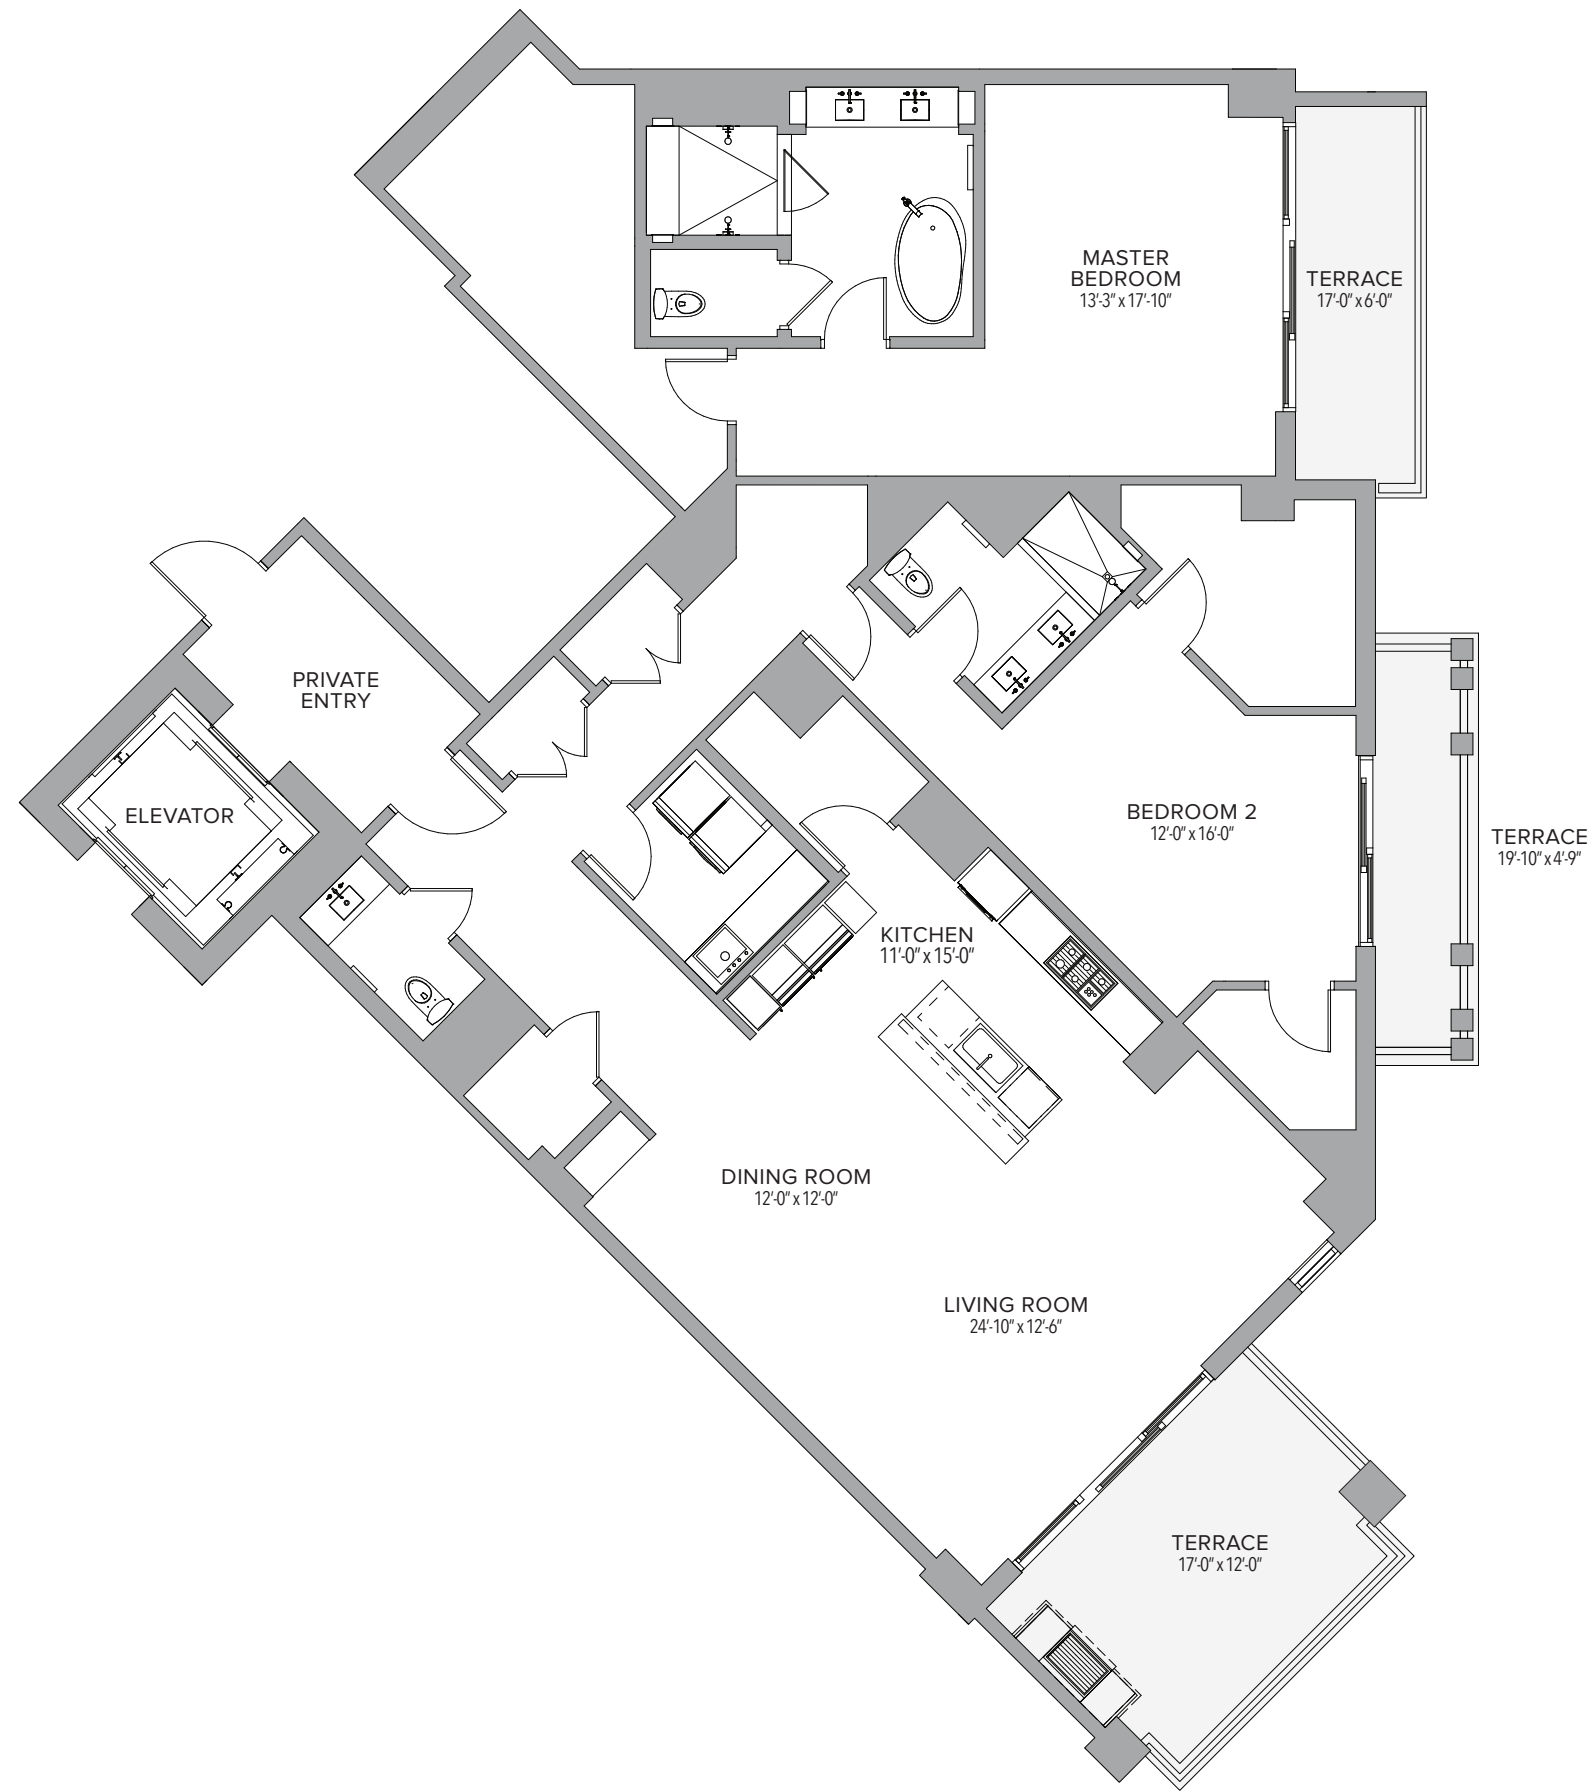 MASTER
BEDROOM
13'-3" x 17'-10"
TERRACE
17'-0" x 6'-0"
PRIVATE
ENTRY
ELEVATOR
BEDROOM 2
12'-0" x 16'-0"
TERRACE
19'-10" x 4'-9"
KITCHEN
11'-0" x 15'-0"
DINING ROOM
12'-0" x 12'-0"
LIVING ROOM
24'-10" x 12'-6"
TERRACE
17'-0" x 12'-0"